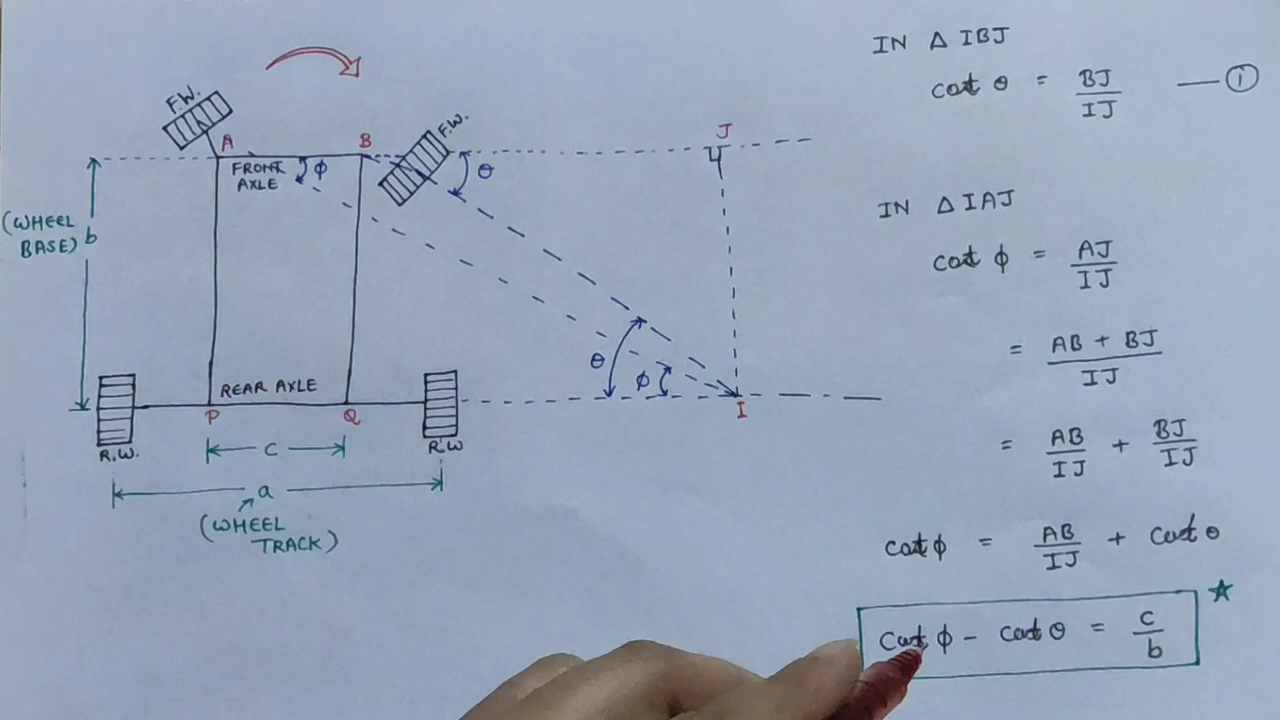 F.W.
A
B
F.W.
FRONT
AXLE
φ
θ
J
(WHEEL
BASE) b
θ
φ
I
REAR AXLE
P
Q
R.W.
R.W
c
a
(WHEEL
TRACK)
IN Δ IBJ
cot θ = BJ/IJ — ①
IN Δ IAJ
cot φ = AJ/IJ
= AB + BJ/IJ
= AB/IJ + BJ/IJ
cot φ = AB/IJ + cot θ
cot φ - cot θ = c/b